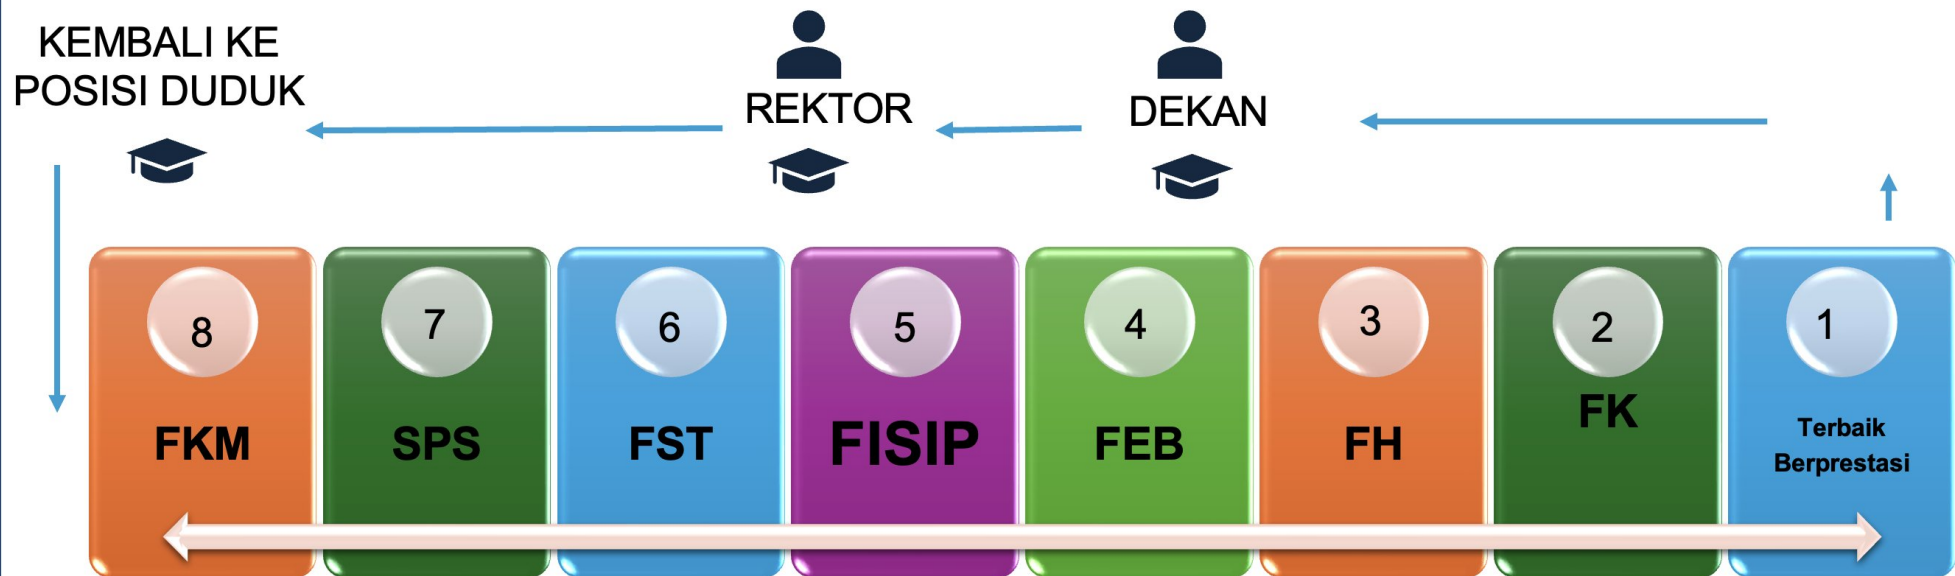 KEMBALI KE
POSISI DUDUK
REKTOR
DEKAN
8
FKM
7
SPS
6
FST
5
FISIP
4
FEB
3
FH
2
FK
1
Terbaik
Berprestasi